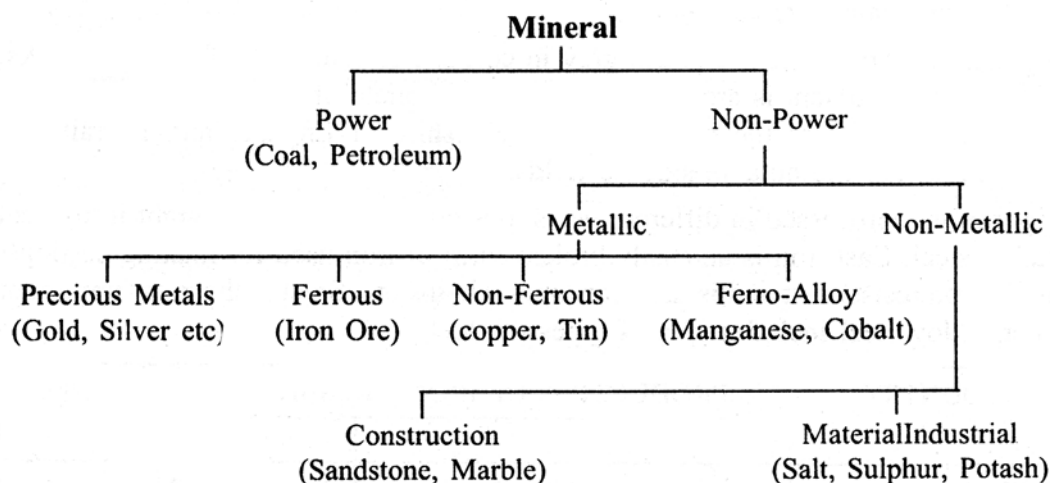 Mineral
Power
(Coal, Petroleum)
Non-Power
Metallic
Non-Metallic
Precious Metals
(Gold, Silver etc)
Ferrous
(Iron Ore)
Non-Ferrous
(copper, Tin)
Ferro-Alloy
(Manganese, Cobalt)
Construction
(Sandstone, Marble)
MaterialIndustrial
(Salt, Sulphur, Potash)